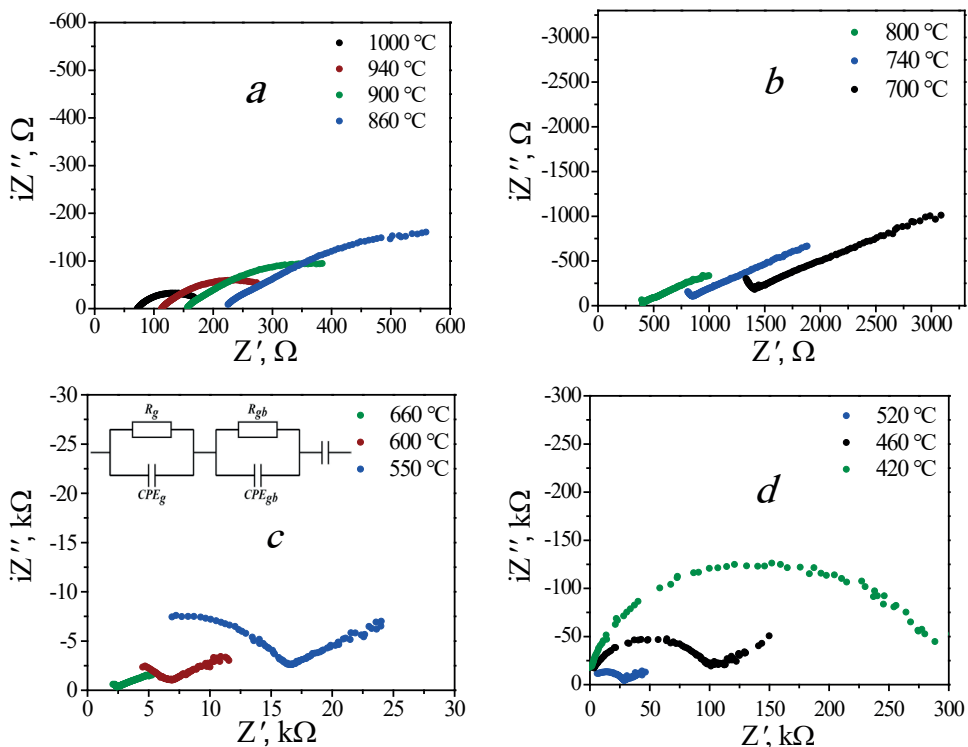 -600
-500
-400
-300
-200
-100
0
iZ″, Ω
a
1000 °C
940 °C
900 °C
860 °C
0 100 200 300 400 500 600
Z′, Ω
-3000
-2500
-2000
-1500
-1000
-500
0
iZ″, Ω
b
800 °C
740 °C
700 °C
0 500 1000 1500 2000 2500 3000
Z′, Ω
-30
-25
-20
-15
-10
-5
0
iZ″, kΩ
Rg Rgb
CPEg CPEgb
660 °C
600 °C
550 °C
c
0 5 10 15 20 25 30
Z′, kΩ
-300
-250
-200
-150
-100
-50
0
iZ″, kΩ
520 °C
460 °C
420 °C
d
0 50 100 150 200 250 300
Z′, kΩ